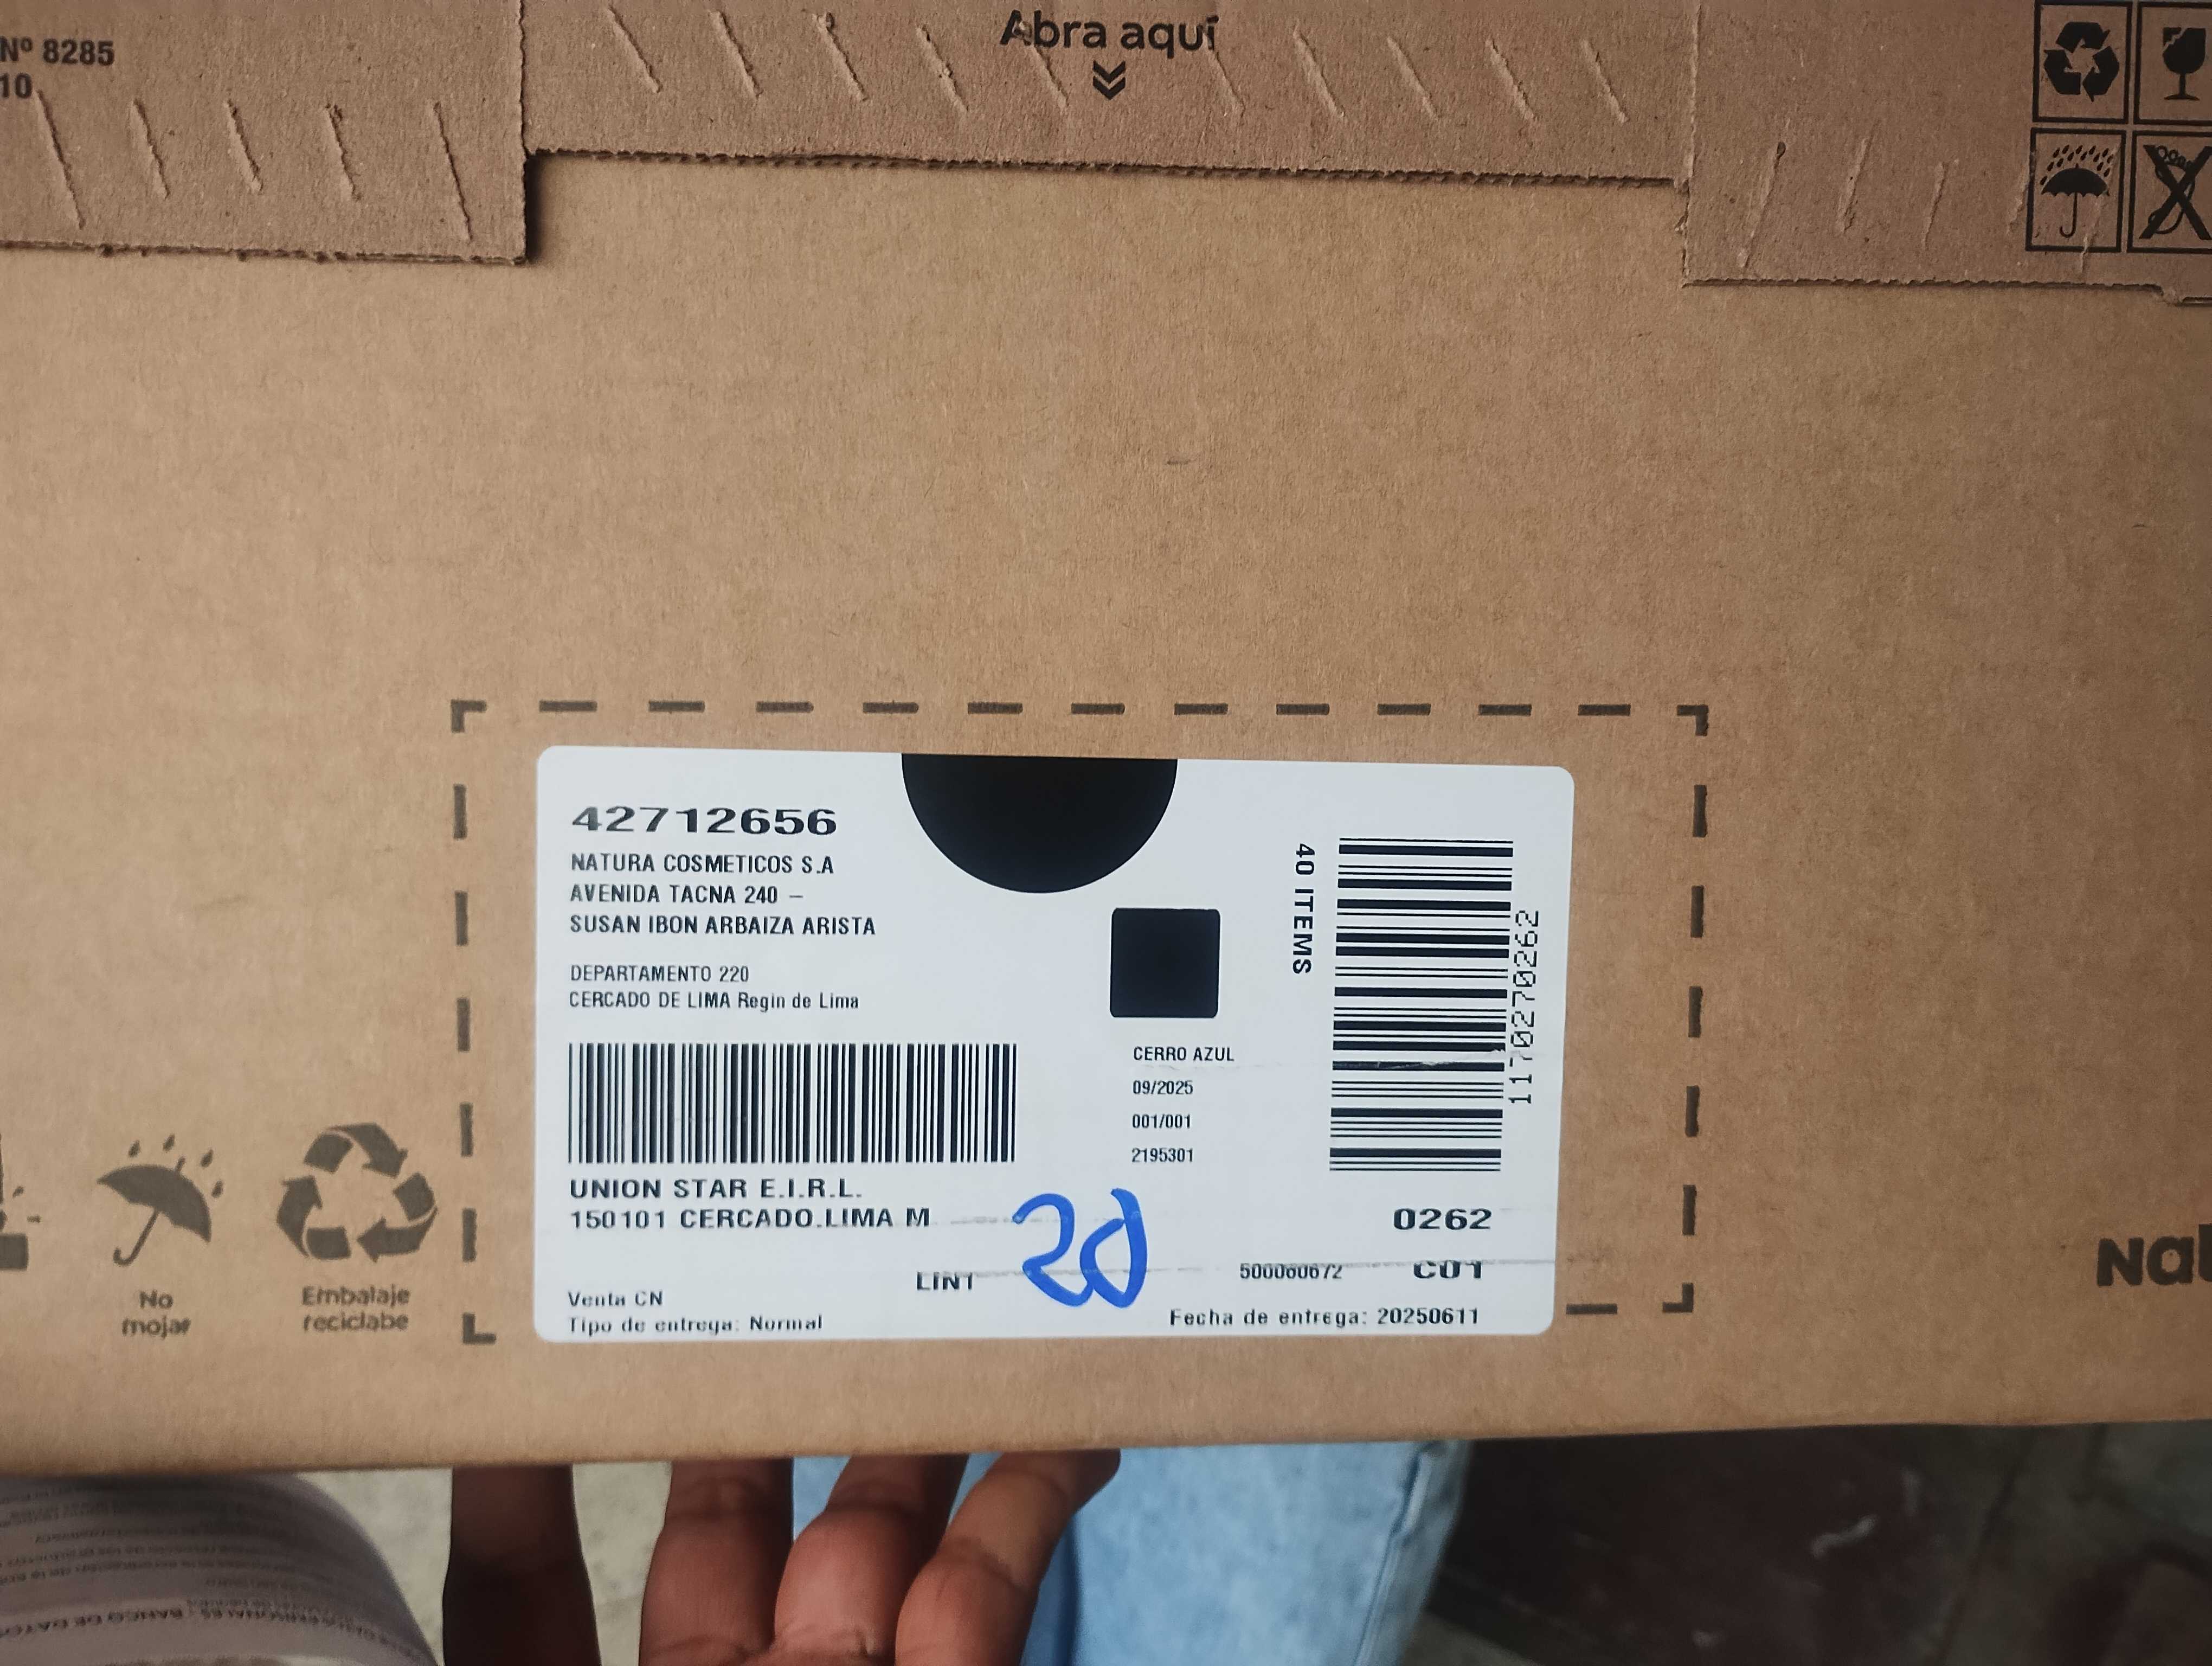 Nº 8285
10
Abra aquí
42712656
NATURA COSMETICOS S.A
AVENIDA TACNA 240 –
SUSAN IBON ARBAIZA ARISTA
DEPARTAMENTO 220
CERCADO DE LIMA Regin de Lima
40 ITEMS
1170270262
CERRO AZUL
09/2025
001/001
2195301
UNION STAR E.I.R.L.
150101 CERCADO.LIMA M
20
0262
LIN1
500060672
C01
Venta CN
Tipo de entrega: Normal
Fecha de entrega: 20250611
No
mojar
Embalaje
reciclabe